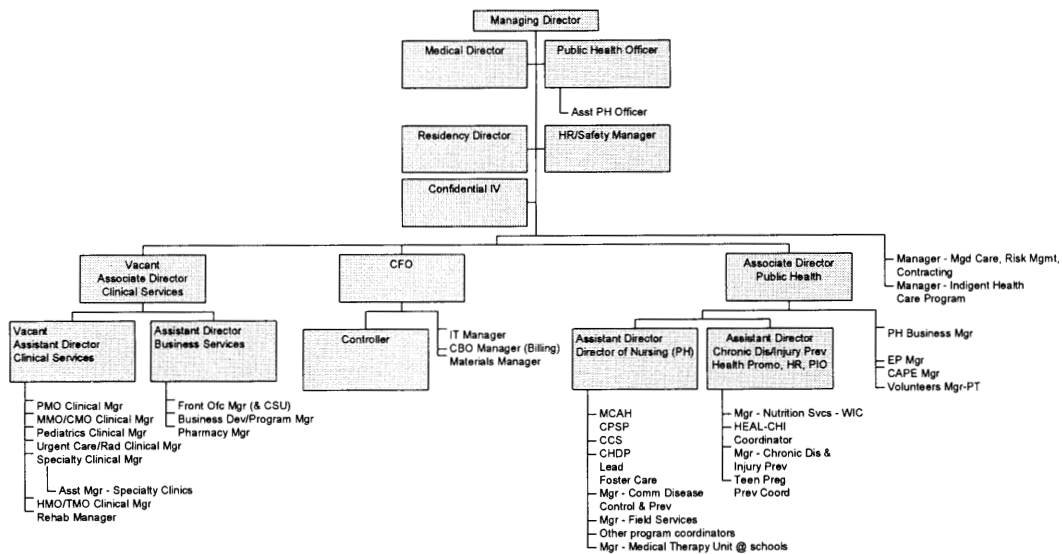 Managing Director
Medical Director
Public Health Officer
Asst PH Officer
Residency Director
HR/Safety Manager
Confidential IV
Vacant
Associate Director
Clinical Services
CFO
Associate Director
Public Health
Manager - Mgd Care, Risk Mgmt,
Contracting
Manager - Indigent Health
Care Program
Vacant
Assistant Director
Clinical Services
Assistant Director
Business Services
Controller
IT Manager
CBO Manager (Billing)
Materials Manager
Assistant Director
Director of Nursing (PH)
Assistant Director
Chronic Dis/Injury Prev
Health Promo, HR, PIO
PH Business Mgr
EP Mgr
CAPE Mgr
Volunteers Mgr-PT
PMO Clinical Mgr
MMO/CMO Clinical Mgr
Pediatrics Clinical Mgr
Urgent Care/Rad Clinical Mgr
Specialty Clinical Mgr
Asst Mgr - Specialty Clinics
HMO/TMO Clinical Mgr
Rehab Manager
Front Ofc Mgr (& CSU)
Business Dev/Program Mgr
Pharmacy Mgr
MCAH
CPSP
CCS
CHDP
Lead
Foster Care
Mgr - Comm Disease
Control & Prev
Mgr - Field Services
Other program coordinators
Mgr - Medical Therapy Unit @ schools
Mgr - Nutrition Svcs - WIC
HEAL-CHI
Coordinator
Mgr - Chronic Dis &
Injury Prev
Teen Preg
Prev Coord